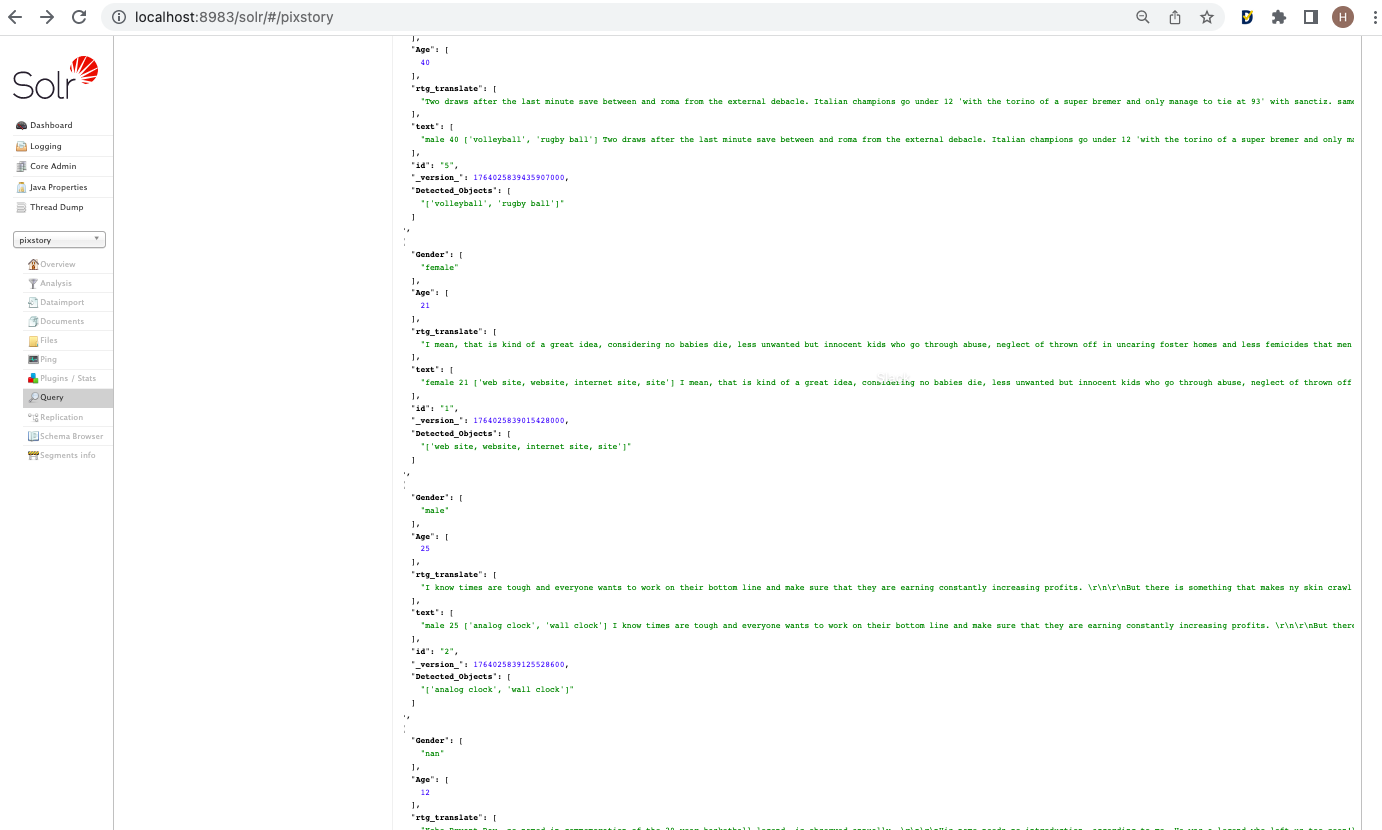 localhost:8983/solr/#/pixstory
H
Solr
Dashboard
Logging
Core Admin
Java Properties
Thread Dump
pixstory
Overview
Analysis
Dataimport
Documents
Files
Ping
Plugins / Stats
Query
Replication
Schema Browser
Segments info
],
"Age": [
40
],
"rtg_translate": [
"Two draws after the last minute save between and roma from the external debacle. Italian champions go under 12 'with the torino of a super bremer and only manage to tie at 93' with sanctiz. same
],
"text": [
"male 40 ['volleyball', 'rugby ball'] Two draws after the last minute save between and roma from the external debacle. Italian champions go under 12 'with the torino of a super bremer and only ma
],
"id": "5",
"_version_": 1764025839435907000,
"Detected_Objects": [
"['volleyball', 'rugby ball']"
]
},
{
"Gender": [
"female"
],
"Age": [
21
],
"rtg_translate": [
"I mean, that is kind of a great idea, considering no babies die, less unwanted but innocent kids who go through abuse, neglect of thrown off in uncaring foster homes and less femicides that men
],
"text": [
"female 21 ['web site, website, internet site, site'] I mean, that is kind of a great idea, considering no babies die, less unwanted but innocent kids who go through abuse, neglect of thrown off
],
"id": "1",
"_version_": 1764025839015428000,
"Detected_Objects": [
"['web site, website, internet site, site']"
]
},
{
"Gender": [
"male"
],
"Age": [
25
],
"rtg_translate": [
"I know times are tough and everyone wants to work on their bottom line and make sure that they are earning constantly increasing profits. \r\n\r\nBut there is something that makes ny skin crawl
],
"text": [
"male 25 ['analog clock', 'wall clock'] I know times are tough and everyone wants to work on their bottom line and make sure that they are earning constantly increasing profits. \r\n\r\nBut there
],
"id": "2",
"_version_": 1764025839125528600,
"Detected_Objects": [
"['analog clock', 'wall clock']"
]
},
{
"Gender": [
"nan"
],
"Age": [
12
],
"rtg_translate": [